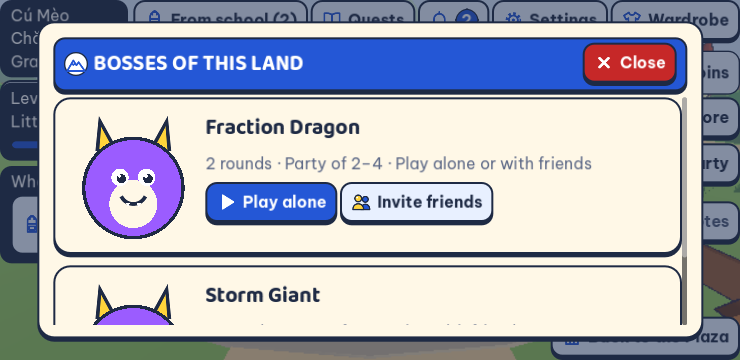 Cú Mèo
From school (2)
Quests
2
Settings
Wardrobe
BOSSES OF THIS LAND
Close
Fraction Dragon
2 rounds · Party of 2–4 · Play alone or with friends
Play alone
Invite friends
Storm Giant